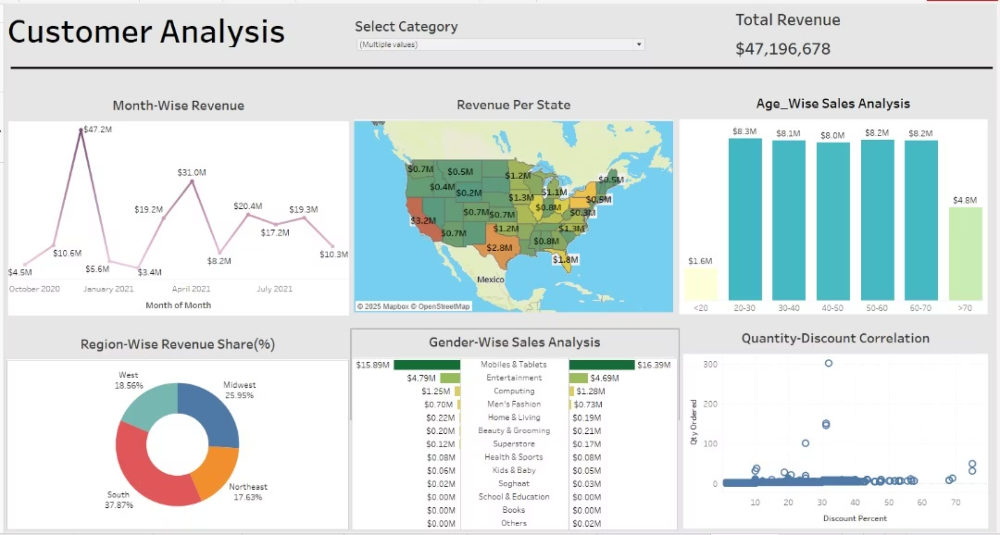 Customer Analysis
Select Category
(Multiple values)
Total Revenue
$47,196,678
Month-Wise Revenue
$47.2M
$31.0M
$19.2M
$20.4M
$19.3M
$17.2M
$10.6M
$8.2M
$10.3M
$5.6M
$4.5M
$3.4M
October 2020
January 2021
April 2021
July 2021
Month of Month
Revenue Per State
$0.7M
$0.5M
$1.2M
$0.5M
$0.4M
$0.2M
$1.1M
$1.3M
$0.5M
$0.8M
$0.7M
$0.7M
$0.3M
$3.2M
$1.2M
$1.3M
$0.7M
$0.8M
$2.8M
$1.8M
Mexico
© 2025 Mapbox © OpenStreetMap
Age_Wise Sales Analysis
$8.3M
$8.1M
$8.0M
$8.2M
$8.2M
$4.8M
$1.6M
<20
20-30
30-40
40-50
50-60
60-70
>70
Region-Wise Revenue Share(%)
West
18.56%
Midwest
25.95%
Northeast
17.63%
South
37.87%
Gender-Wise Sales Analysis
$15.89M Mobiles & Tablets $16.39M
$4.79M Entertainment $4.69M
$1.25M Computing $1.28M
$0.70M Men's Fashion $0.73M
$0.22M Home & Living $0.19M
$0.20M Beauty & Grooming $0.21M
$0.12M Superstore $0.17M
$0.08M Health & Sports $0.08M
$0.06M Kids & Baby $0.05M
$0.02M Soghaat $0.03M
$0.00M School & Education $0.00M
$0.00M Books $0.00M
$0.00M Others $0.02M
Quantity-Discount Correlation
Qty Ordered
300
200
100
0
10 20 30 40 50 60 70
Discount Percent